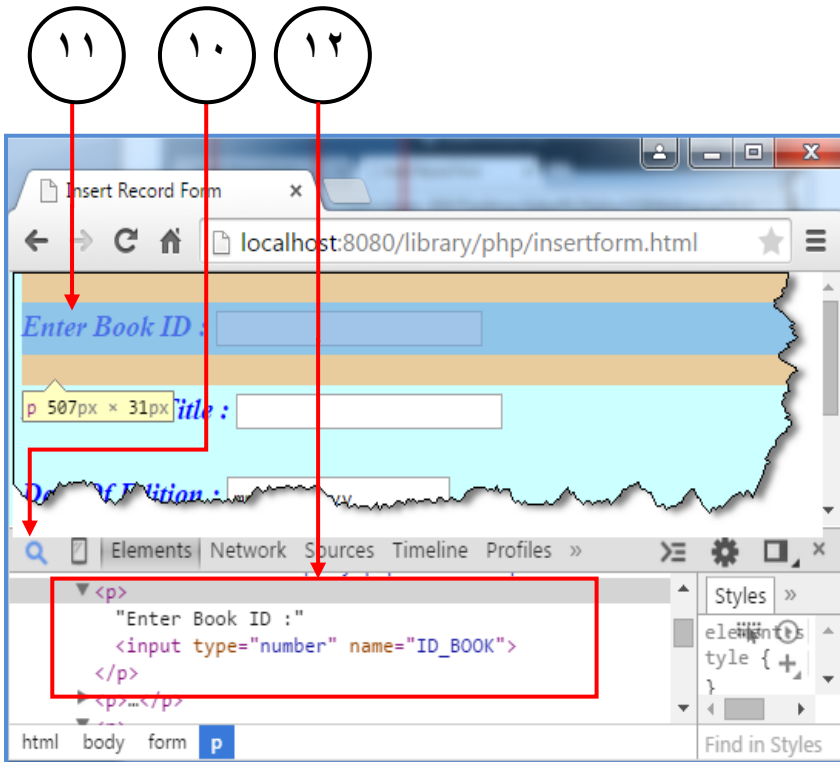 ١١ ١٠ ١٢
Insert Record Form ×
localhost:8080/library/php/insertform.html
Enter Book ID :
p 507px × 31px Title :
Of Edition :
Elements Network Sources Timeline Profiles »
▼<p>
"Enter Book ID :"
<input type="number" name="ID_BOOK">
</p>
▶<p>…</p>
Styles »
element.s
tyle {
}
html body form p
Find in Styles